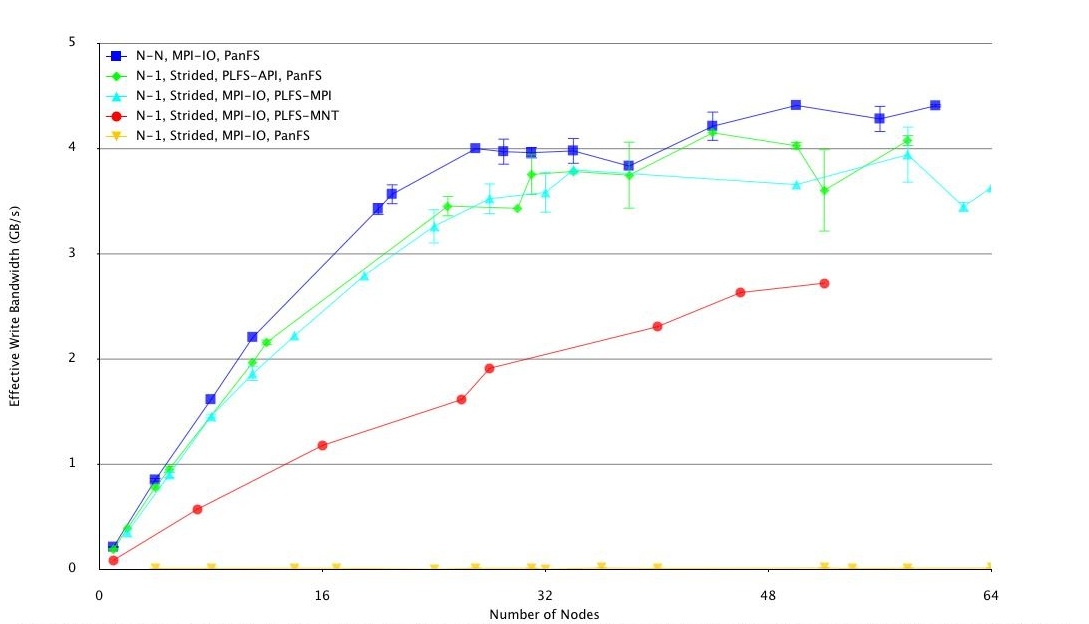 5
N-N, MPI-IO, PanFS
N-1, Strided, PLFS-API, PanFS
N-1, Strided, MPI-IO, PLFS-MPI
N-1, Strided, MPI-IO, PLFS-MNT
N-1, Strided, MPI-IO, PanFS
4
3
2
1
0
Effective Write Bandwidth (GB/s)
0 16 32 48 64
Number of Nodes